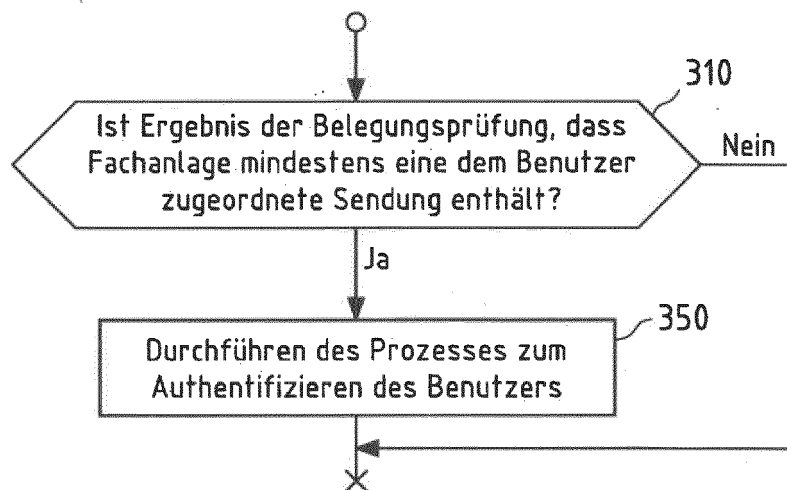 310
Ist Ergebnis der Belegungsprüfung, dass
Fachanlage mindestens eine dem Benutzer
zugeordnete Sendung enthält?
Nein
Ja
350
Durchführen des Prozesses zum
Authentifizieren des Benutzers